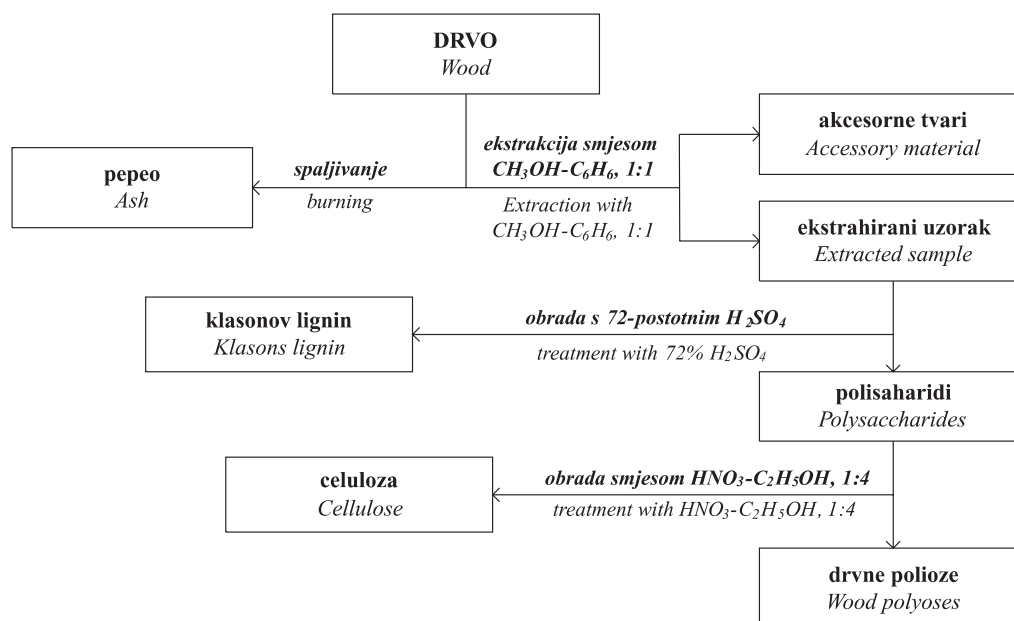 DRVO
Wood
akcesorne tvari
Accessory material
pepeo
Ash
spaljivanje
burning
ekstrakcija smjesom
CH₃OH-C₆H₆, 1:1
Extraction with
CH₃OH-C₆H₆, 1:1
ekstrahirani uzorak
Extracted sample
klasonov lignin
Klasons lignin
obrada s 72-postotnim H₂SO₄
treatment with 72% H₂SO₄
polisaharidi
Polysaccharides
celuloza
Cellulose
obrada smjesom HNO₃-C₂H₅OH, 1:4
treatment with HNO₃-C₂H₅OH, 1:4
drvne polioze
Wood polyoses